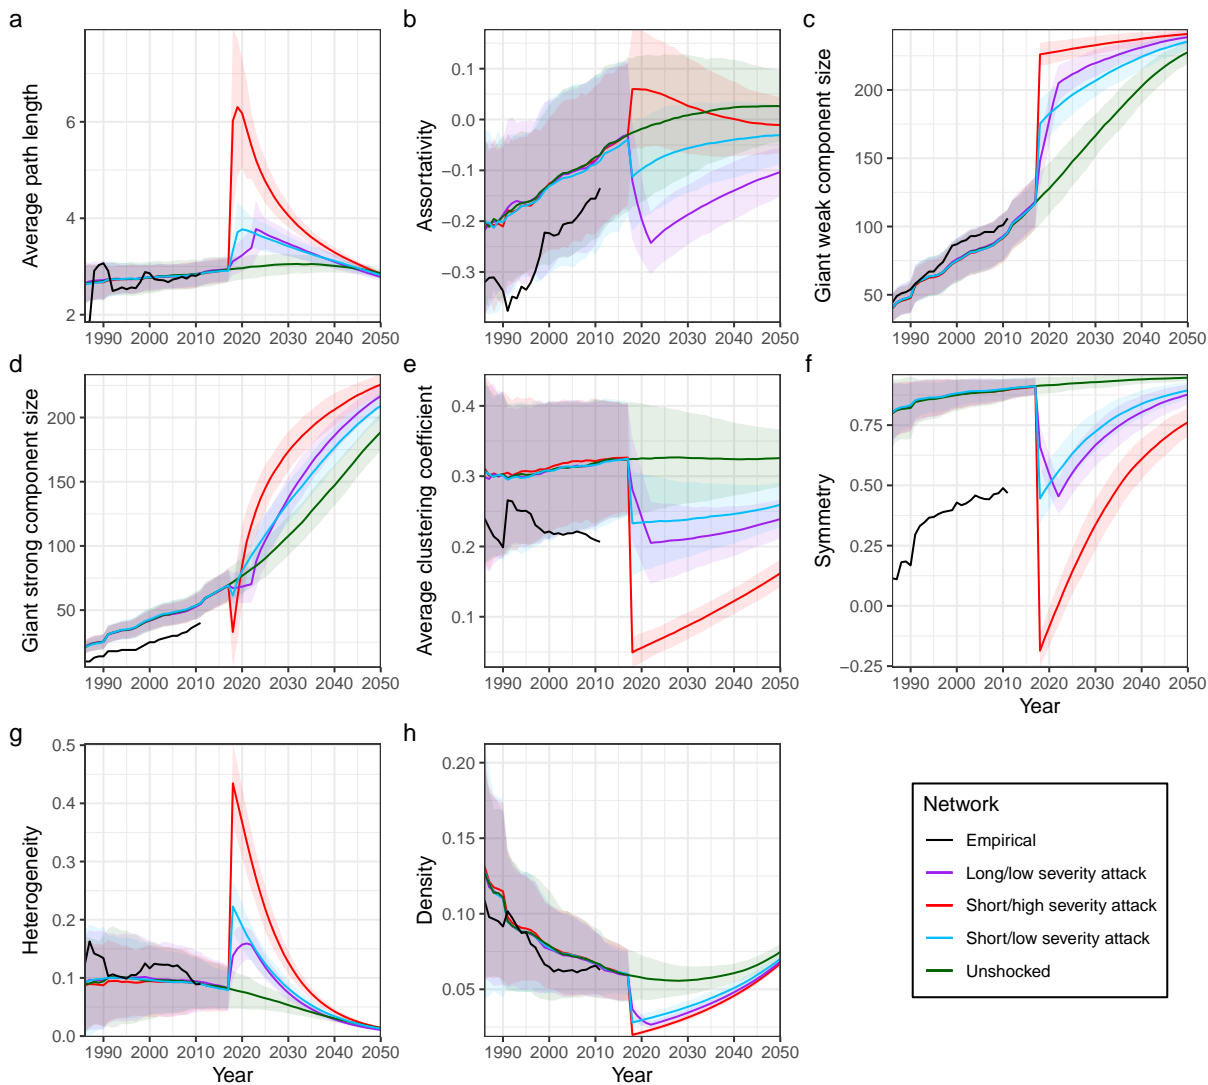 a
b
c
Average path length
6
4
2
1990 2000 2010 2020 2030 2040 2050
Assortativity
0.1
0.0
−0.1
−0.2
−0.3
1990 2000 2010 2020 2030 2040 2050
Giant weak component size
200
150
100
50
1990 2000 2010 2020 2030 2040 2050
d
e
f
Giant strong component size
200
150
100
50
1990 2000 2010 2020 2030 2040 2050
Average clustering coefficient
0.4
0.3
0.2
0.1
1990 2000 2010 2020 2030 2040 2050
Symmetry
0.75
0.50
0.25
0.00
−0.25
1990 2000 2010 2020 2030 2040 2050
Year
g
h
Heterogeneity
0.5
0.4
0.3
0.2
0.1
0.0
1990 2000 2010 2020 2030 2040 2050
Year
Density
0.20
0.15
0.10
0.05
1990 2000 2010 2020 2030 2040 2050
Year
Network
Empirical
Long/low severity attack
Short/high severity attack
Short/low severity attack
Unshocked